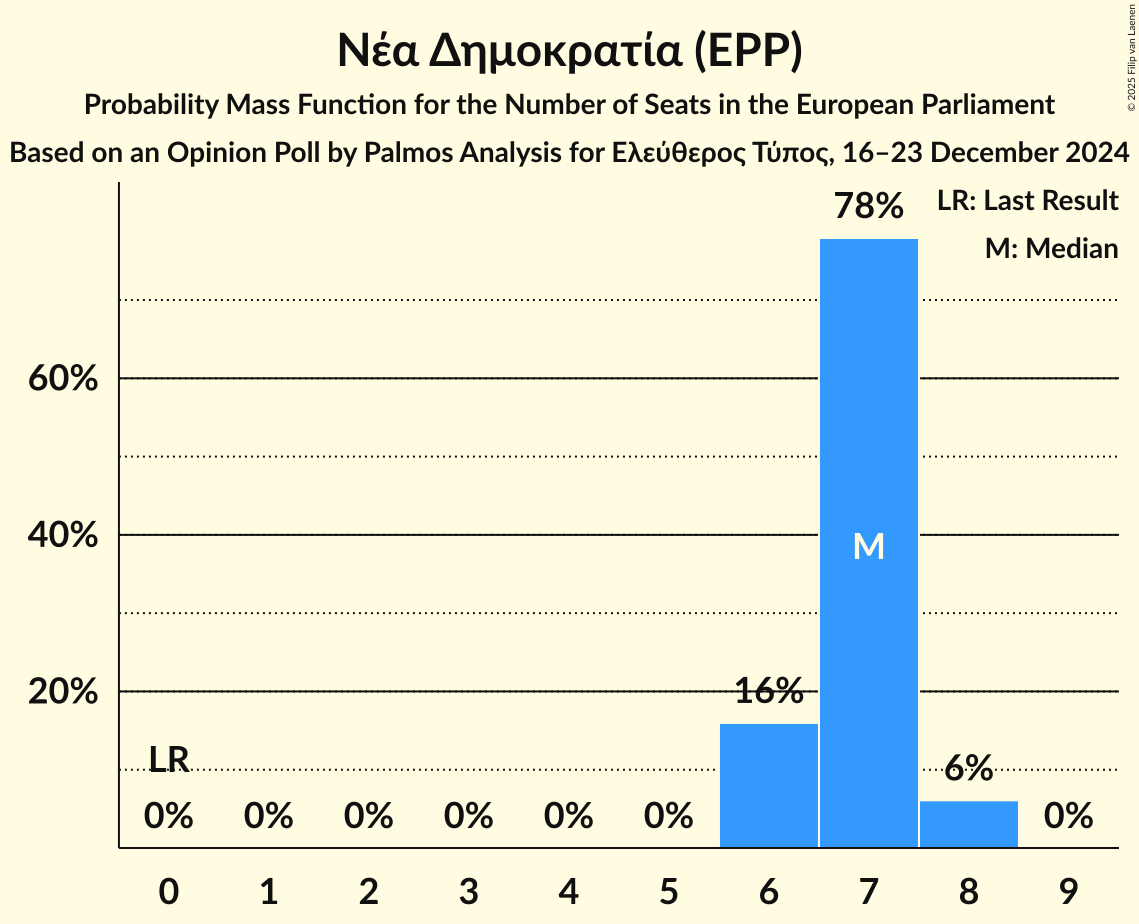 Νέα Δημοκρατία (EPP)
Probability Mass Function for the Number of Seats in the European Parliament
Based on an Opinion Poll by Palmos Analysis for Ελεύθερος Τύπος, 16–23 December 2024
© 2025 Filip van Laenen
LR: Last Result
M: Median
78%
60%
40%
M
20%
16%
LR
6%
0% 0% 0% 0% 0% 0% 0%
0 1 2 3 4 5 6 7 8 9